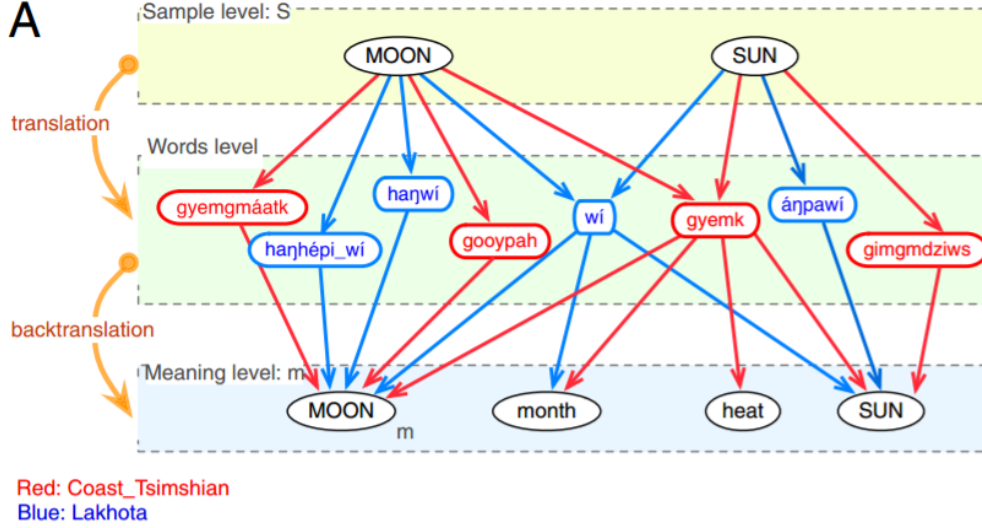 A
Sample level: S
MOON
SUN
translation
Words level
gyemgmáatk
haŋhépi_wí
haŋwí
gooypah
wí
gyemk
áŋpawí
gimgmdziws
backtranslation
Meaning level: m
MOON
m
month
heat
SUN
Red: Coast_Tsimshian
Blue: Lakhota